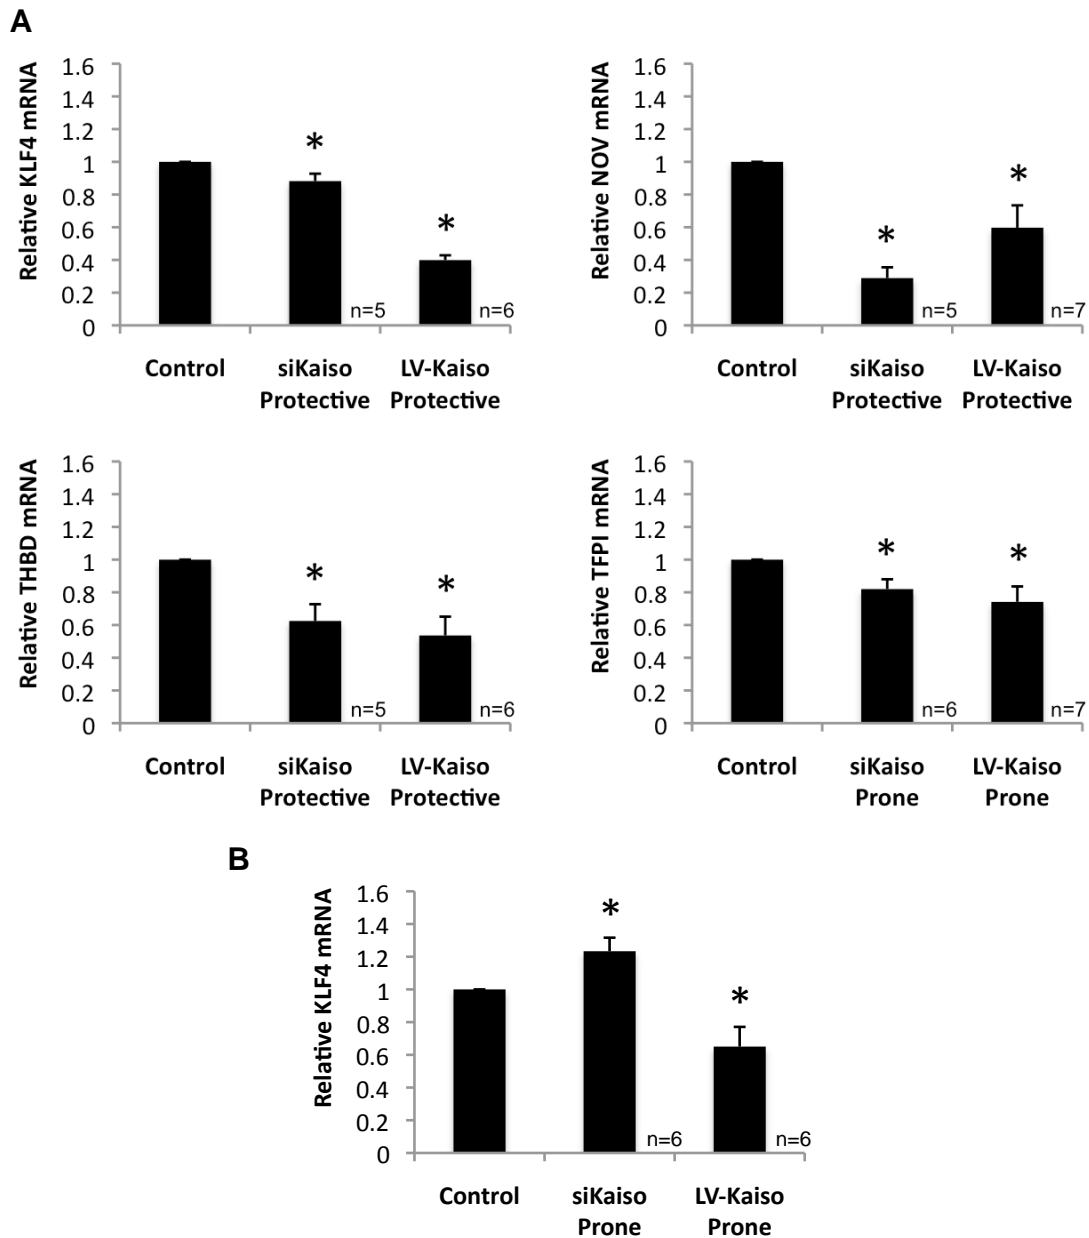 A
Relative KLF4 mRNA
1.6
1.4
1.2
1
0.8
0.6
0.4
0.2
0
*
*
n=5
n=6
Control
siKaiso
Protective
LV-Kaiso
Protective
Relative NOV mRNA
1.6
1.4
1.2
1
0.8
0.6
0.4
0.2
0
*
*
n=5
n=7
Control
siKaiso
Protective
LV-Kaiso
Protective
Relative THBD mRNA
1.6
1.4
1.2
1
0.8
0.6
0.4
0.2
0
*
*
n=5
n=6
Control
siKaiso
Protective
LV-Kaiso
Protective
Relative TFPI mRNA
1.6
1.4
1.2
1
0.8
0.6
0.4
0.2
0
*
*
n=6
n=7
Control
siKaiso
Prone
LV-Kaiso
Prone
B
Relative KLF4 mRNA
1.6
1.4
1.2
1
0.8
0.6
0.4
0.2
0
*
*
n=6
n=6
Control
siKaiso
Prone
LV-Kaiso
Prone